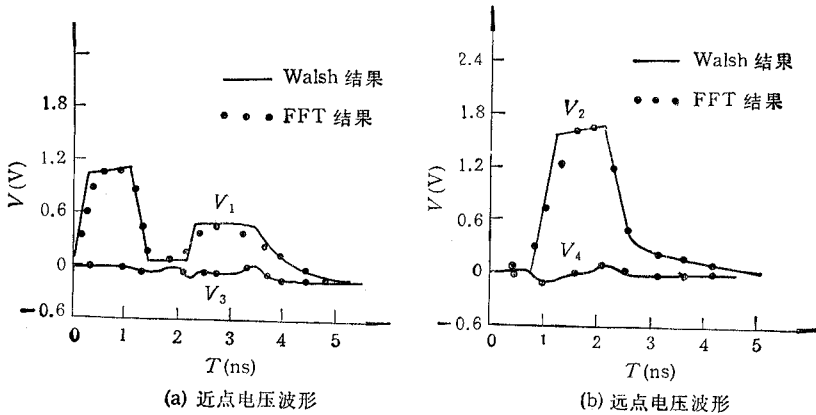 Walsh 结果
FFT 结果
1.8
1.2
0.6
0
-0.6
V(V)
V₁
V₃
0 1 2 3 4 5
T(ns)
(a) 近点电压波形
2.4
1.8
1.2
0.6
0
-0.6
V(V)
Walsh 结果
FFT 结果
V₂
V₄
1 2 3 4 5
T(ns)
(b) 远点电压波形